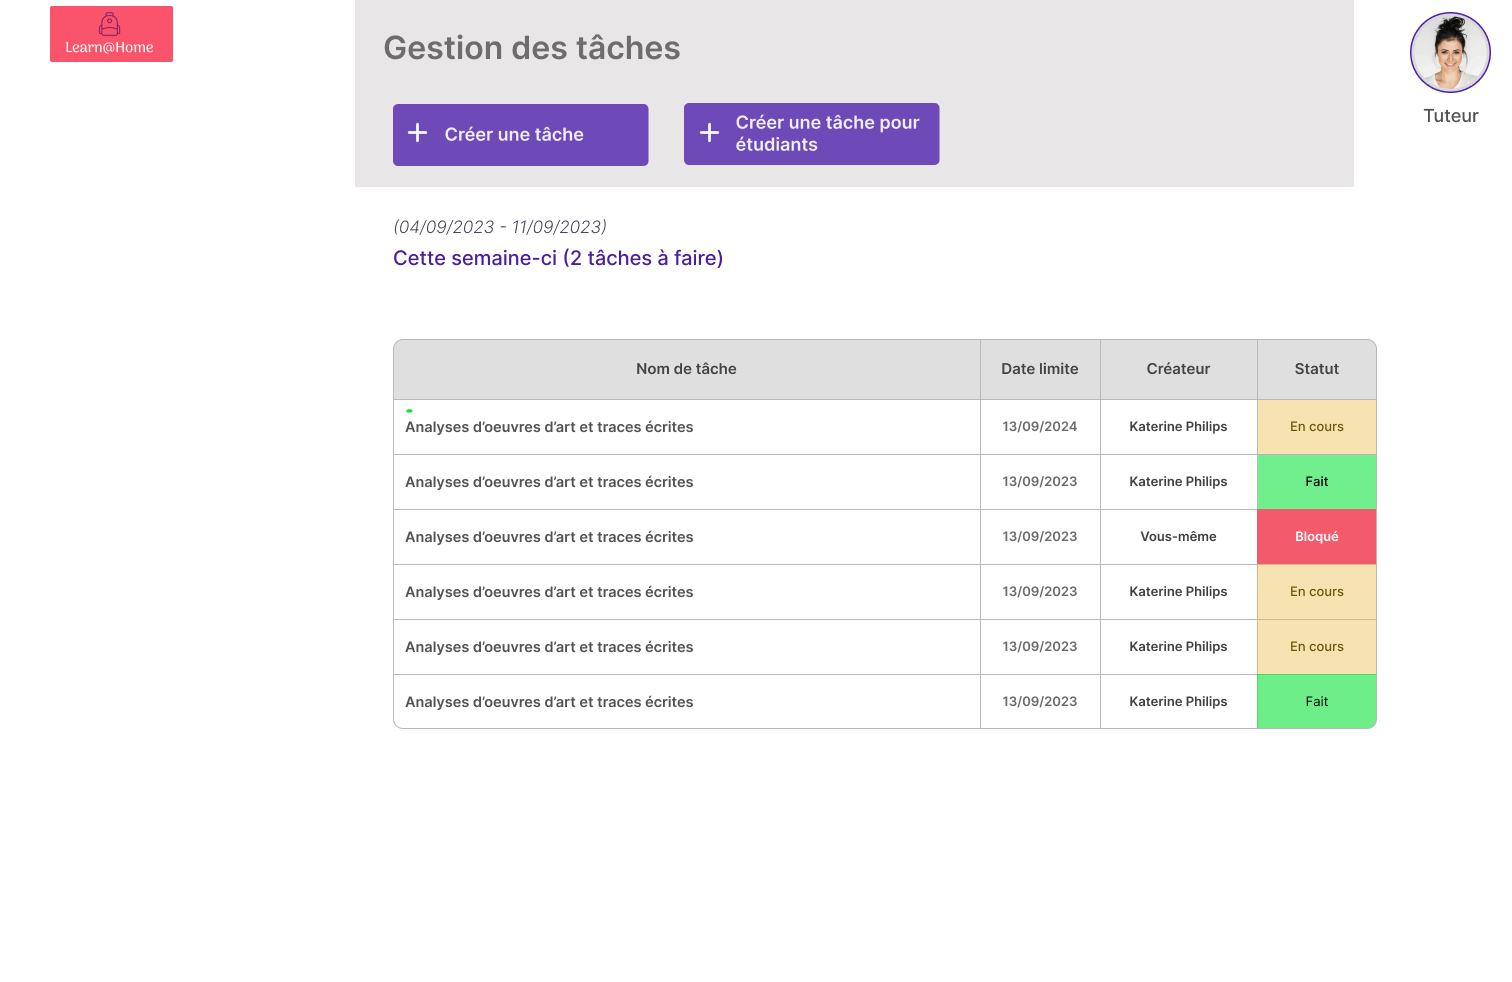 Learn@Home
Gestion des tâches
Tuteur
Créer une tâche
Créer une tâche pour
étudiants
(04/09/2023 - 11/09/2023)
Cette semaine-ci (2 tâches à faire)
Nom de tâche Date limite Créateur Statut
Analyses d’oeuvres d’art et traces écrites 13/09/2024 Katerine Philips En cours
Analyses d’oeuvres d’art et traces écrites 13/09/2023 Katerine Philips Fait
Analyses d’oeuvres d’art et traces écrites 13/09/2023 Vous-même Bloqué
Analyses d’oeuvres d’art et traces écrites 13/09/2023 Katerine Philips En cours
Analyses d’oeuvres d’art et traces écrites 13/09/2023 Katerine Philips En cours
Analyses d’oeuvres d’art et traces écrites 13/09/2023 Katerine Philips Fait